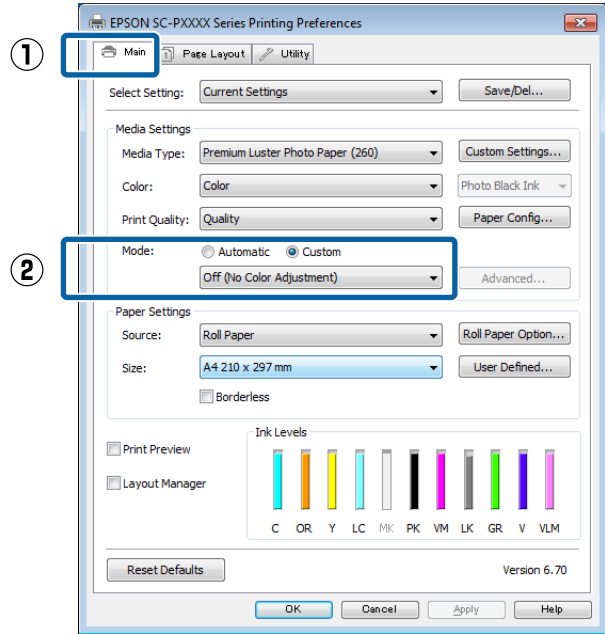 EPSON SC-PXXXX Series Printing Preferences
1
Main Page Layout Utility
Select Setting: Current Settings Save/Del...
Media Settings
Media Type: Premium Luster Photo Paper (260) Custom Settings...
Color: Color Photo Black Ink
Print Quality: Quality Paper Config...
Mode: Automatic Custom
2
Off (No Color Adjustment) Advanced...
Paper Settings
Source: Roll Paper Roll Paper Option...
Size: A4 210 x 297 mm User Defined...
Borderless
Ink Levels
Print Preview
Layout Manager
C OR Y LC MK PK VM LK GR V VLM
Reset Defaults Version 6.70
OK Cancel Apply Help